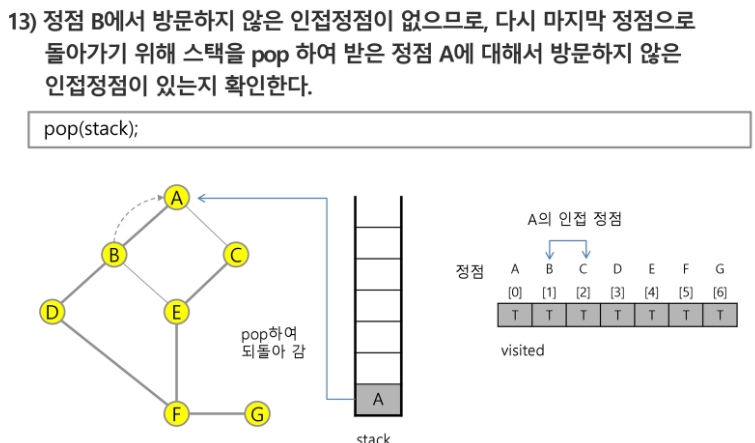 13) 정점 B에서 방문하지 않은 인접정점이 없으므로, 다시 마지막 정점으로
돌아가기 위해 스택을 pop 하여 받은 정점 A에 대해서 방문하지 않은
인접정점이 있는지 확인한다.
pop(stack);
A
B
C
D
E
F
G
pop하여
되돌아 감
A
stack
A의 인접 정점
정점 A B C D E F G
[0] [1] [2] [3] [4] [5] [6]
T T T T T T T
visited